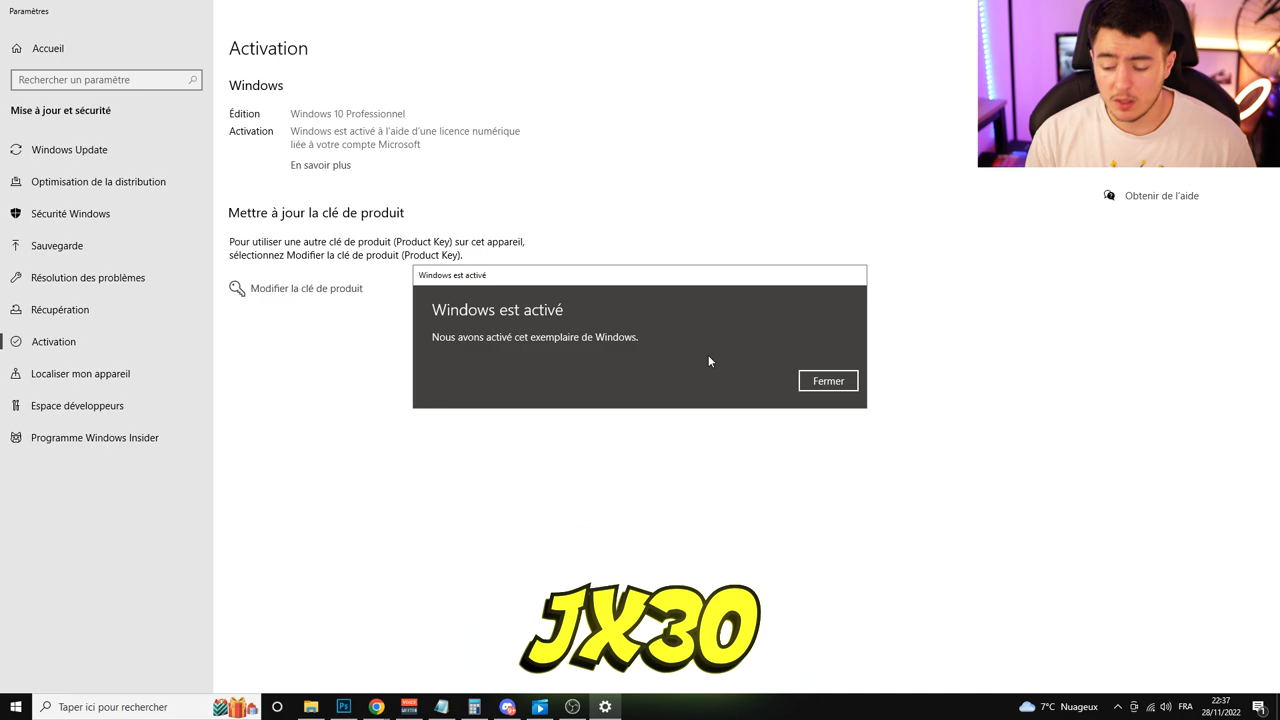 Paramètres
Accueil
Rechercher un paramètre
Mise à jour et sécurité
Windows Update
Optimisation de la distribution
Sécurité Windows
Sauvegarde
Résolution des problèmes
Récupération
Activation
Localiser mon appareil
Espace développeurs
Programme Windows Insider
Activation
Windows
Édition Windows 10 Professionnel
Activation Windows est activé à l'aide d'une licence numérique
liée à votre compte Microsoft
En savoir plus
Mettre à jour la clé de produit
Pour utiliser une autre clé de produit (Product Key) sur cet appareil,
sélectionnez Modifier la clé de produit (Product Key).
Modifier la clé de produit
Obtenir de l'aide
Windows est activé
Windows est activé
Nous avons activé cet exemplaire de Windows.
Fermer
JX30
Taper ici pour rechercher
Ps
7°C Nuageux
FRA
22:37
28/11/2022